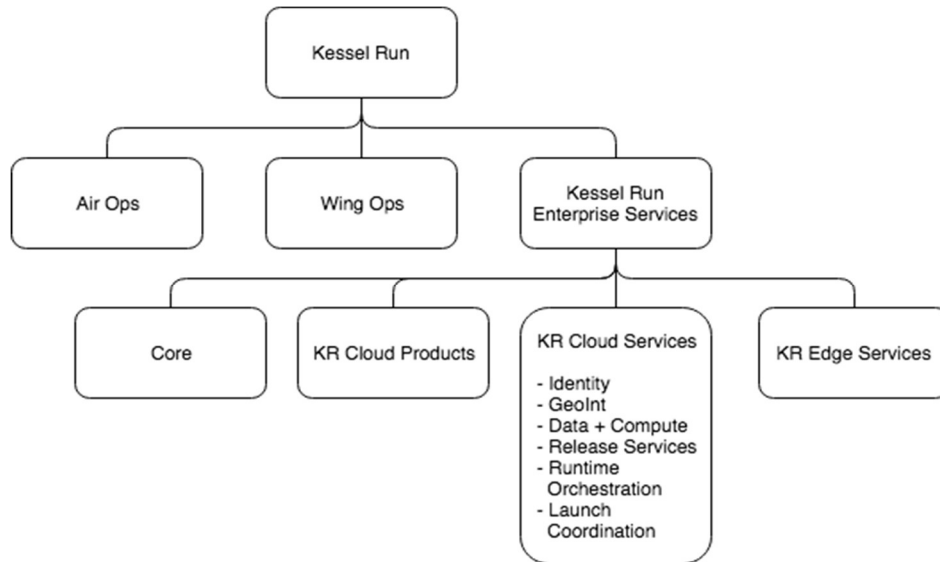 Kessel Run
Air Ops
Wing Ops
Kessel Run
Enterprise Services
Core
KR Cloud Products
KR Cloud Services
- Identity
- GeoInt
- Data + Compute
- Release Services
- Runtime
Orchestration
- Launch
Coordination
KR Edge Services